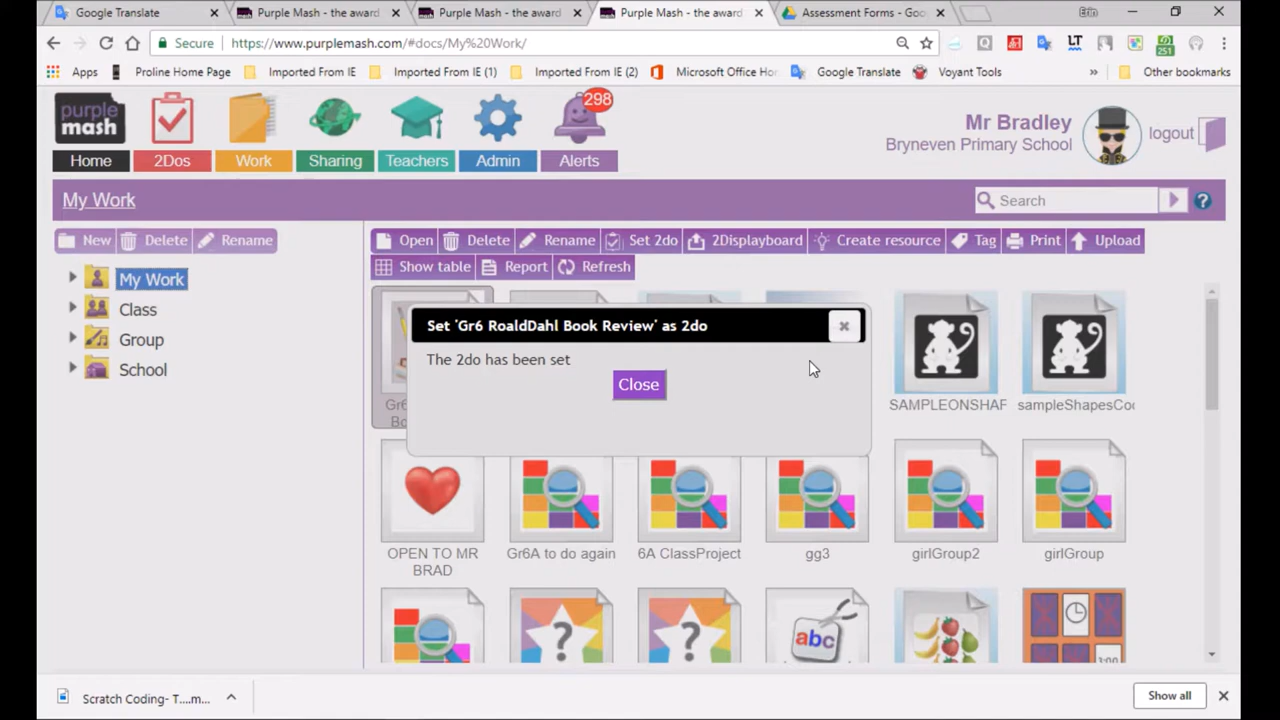 Google Translate
Purple Mash - the award
Purple Mash - the award
Purple Mash - the award
Assessment Forms - Goo
Secure
https://www.purplemash.com/#docs/My%20Work/
LT
251
Apps
Proline Home Page
Imported From IE
Imported From IE (1)
Imported From IE (2)
Microsoft Office Hor
Google Translate
Voyant Tools
»
Other bookmarks
purple
mash
298
Mr Bradley
Bryneven Primary School
logout
Home
2Dos
Work
Sharing
Teachers
Admin
Alerts
My Work
Search
?
New
Delete
Rename
Open
Delete
Rename
Set 2do
2Displayboard
Create resource
Tag
Print
Upload
Show table
Report
Refresh
My Work
Class
Group
School
Set 'Gr6 RoaldDahl Book Review' as 2do
The 2do has been set
Close
SAMPLEONSHAF
sampleShapesCoo
OPEN TO MR
BRAD
Gr6A to do again
6A ClassProject
gg3
girlGroup2
girlGroup
?
?
abc
3:00
Scratch Coding- T....m...
Show all